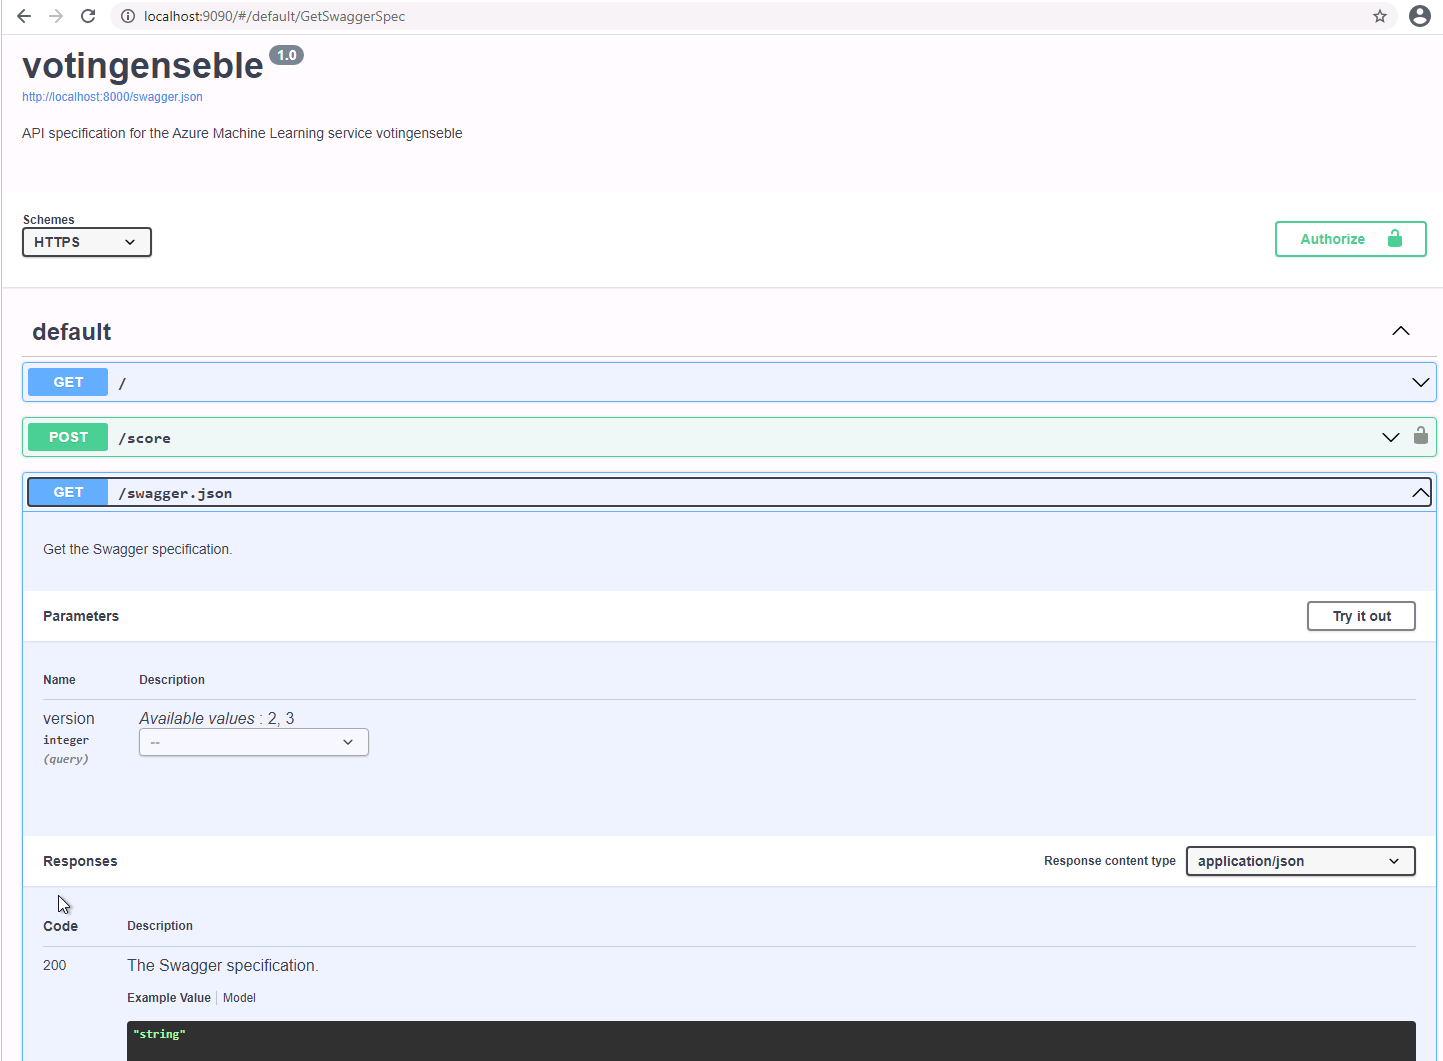 localhost:9090/#/default/GetSwaggerSpec
votingenseble 1.0
http://localhost:8000/swagger.json
API specification for the Azure Machine Learning service votingenseble
Schemes
HTTPS
Authorize
default
GET /
POST /score
GET /swagger.json
Get the Swagger specification.
Parameters
Try it out
Name Description
version Available values : 2, 3
integer --
(query)
Responses Response content type application/json
Code Description
200 The Swagger specification.
Example Value Model
"string"